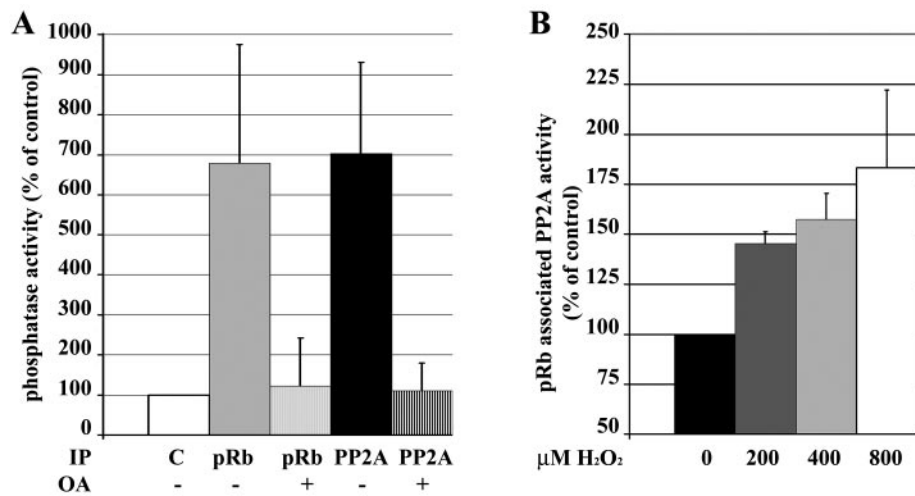 A
phosphatase activity (% of control)
1000
900
800
700
600
500
400
300
200
100
0
IP C pRb pRb PP2A PP2A
OA - - + - +
B
pRb associated PP2A activity
(% of control)
250
225
200
175
150
125
100
75
50
µM H₂O₂ 0 200 400 800